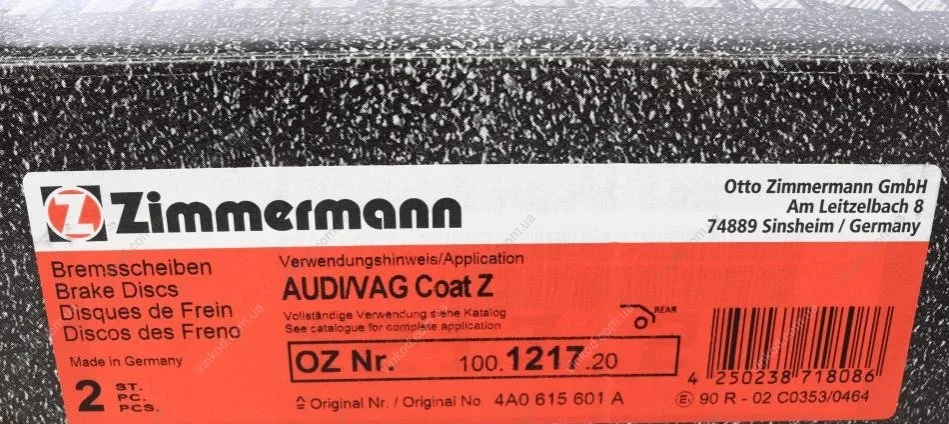 Z Zimmermann
Otto Zimmermann GmbH
Am Leitzelbach 8
74889 Sinsheim / Germany
Bremsscheiben
Brake Discs
Disques de Frein
Discos des Freno
Made in Germany
2 ST.
PC.
PCS.
Verwendungshinweis/Application
AUDI/VAG Coat Z
Vollständige Verwendung siehe Katalog
See catalogue for complete application
REAR
OZ Nr. 100.1217.20
≙ Original Nr. / Original No. 4A0 615 601 A
4 250238 718086
E1 90 R - 02 C0353/0464